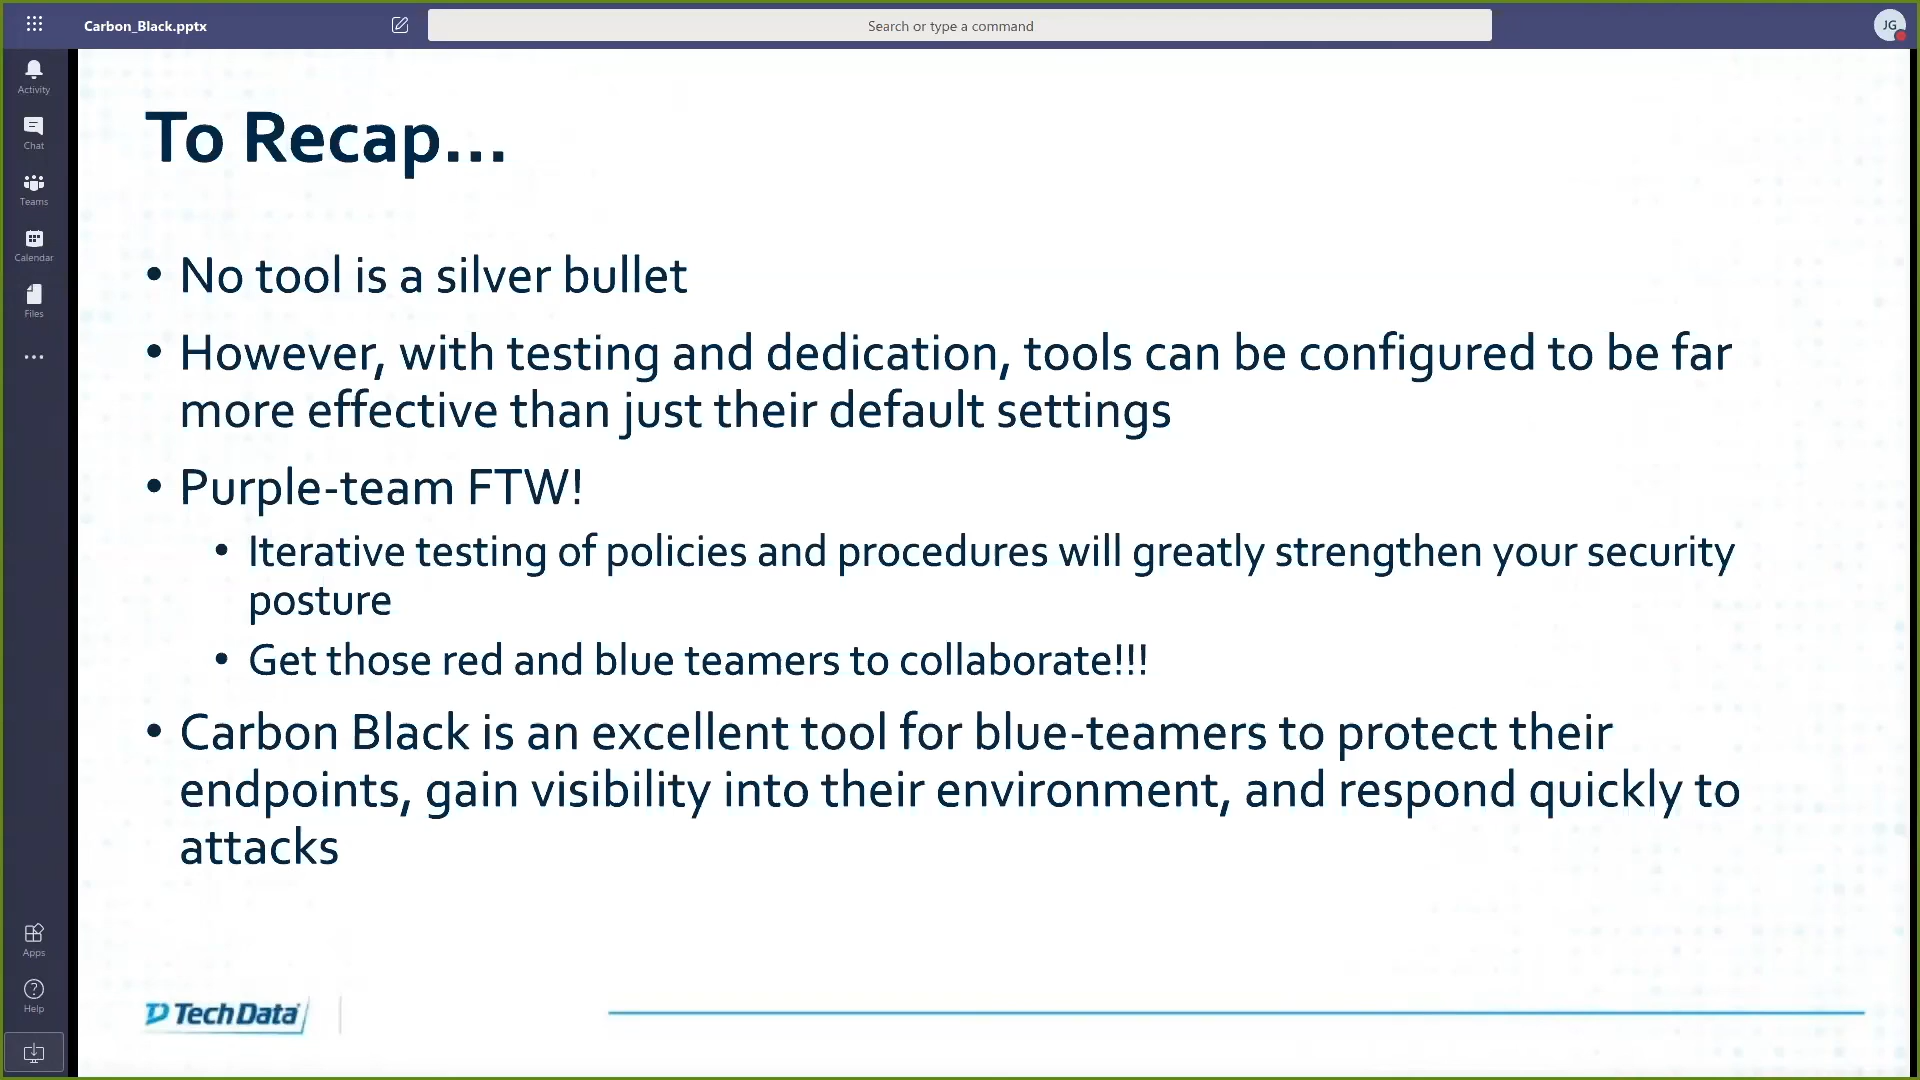 Carbon_Black.pptx
Search or type a command
JG
Activity
Chat
Teams
Calendar
Files
Apps
Help
To Recap...
• No tool is a silver bullet
• However, with testing and dedication, tools can be configured to be far
more effective than just their default settings
• Purple-team FTW!
• Iterative testing of policies and procedures will greatly strengthen your security
posture
• Get those red and blue teamers to collaborate!!!
• Carbon Black is an excellent tool for blue-teamers to protect their
endpoints, gain visibility into their environment, and respond quickly to
attacks
TD TechData